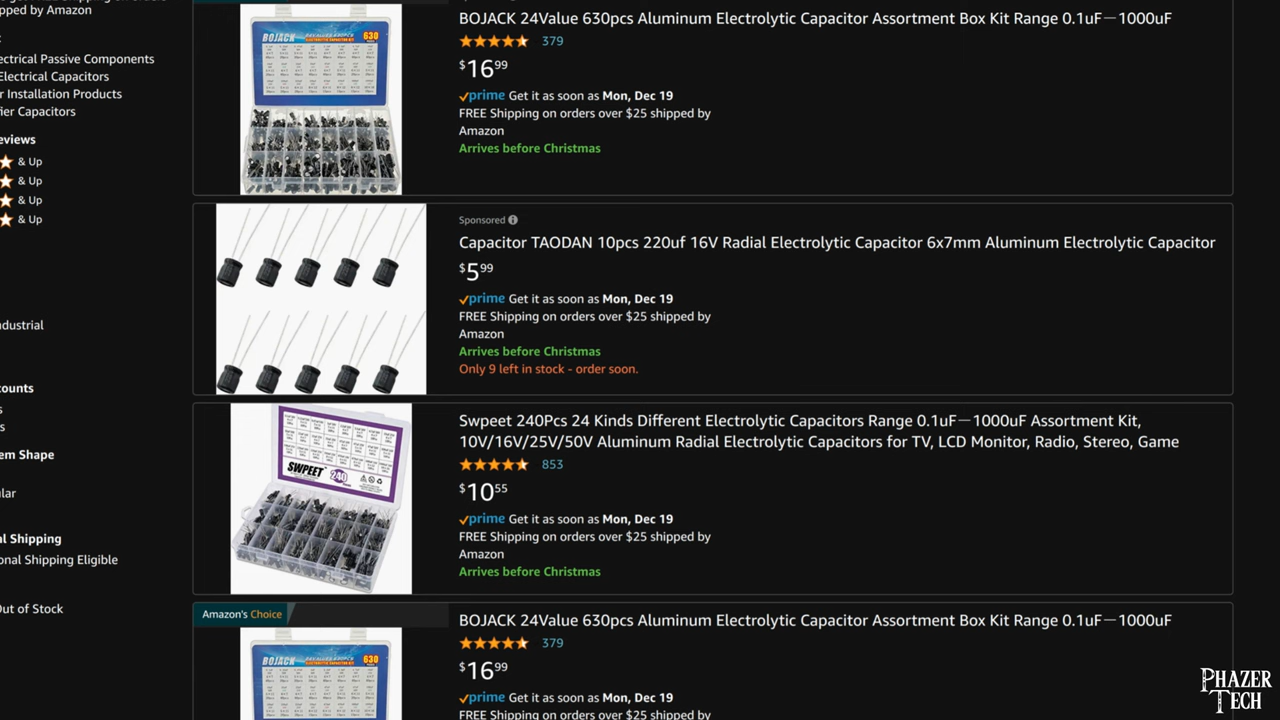 pped by Amazon
ectrical Components
Electrical Capacitors
r Insulation Products
ier Capacitors
eviews
& Up
& Up
& Up
& Up
ndustrial
counts
s
s
em Shape
lar
al Shipping
onal Shipping Eligible
Out of Stock
BOJACK 24Value 630pcs Aluminum Electrolytic Capacitor Assortment Box Kit Range 0.1uF－1000uF
379
$16
prime Get it as soon as Mon, Dec 19
FREE Shipping on orders over $25 shipped by
Amazon
Arrives before Christmas
BOJACK
630
Sponsored
Capacitor TAODAN 10pcs 220uf 16V Radial Electrolytic Capacitor 6x7mm Aluminum Electrolytic Capacitor
$5 99
prime Get it as soon as Mon, Dec 19
FREE Shipping on orders over $25 shipped by
Amazon
Arrives before Christmas
Only 9 left in stock - order soon.
SWPEET
240
Swpeet 240Pcs 24 Kinds Different Electrolytic Capacitors Range 0.1uF－1000uF Assortment Kit,
10V/16V/25V/50V Aluminum Radial Electrolytic Capacitors for TV, LCD Monitor, Radio, Stereo, Game
853
$10 55
prime Get it as soon as Mon, Dec 19
FREE Shipping on orders over $25 shipped by
Amazon
Arrives before Christmas
Amazon's Choice
BOJACK 24Value 630pcs Aluminum Electrolytic Capacitor Assortment Box Kit Range 0.1uF－1000uF
379
$16
prime Get it as soon as Mon, Dec 19
FREE Shipping on orders over $25 shipped by
BOJACK
630
PHAZER
TECH